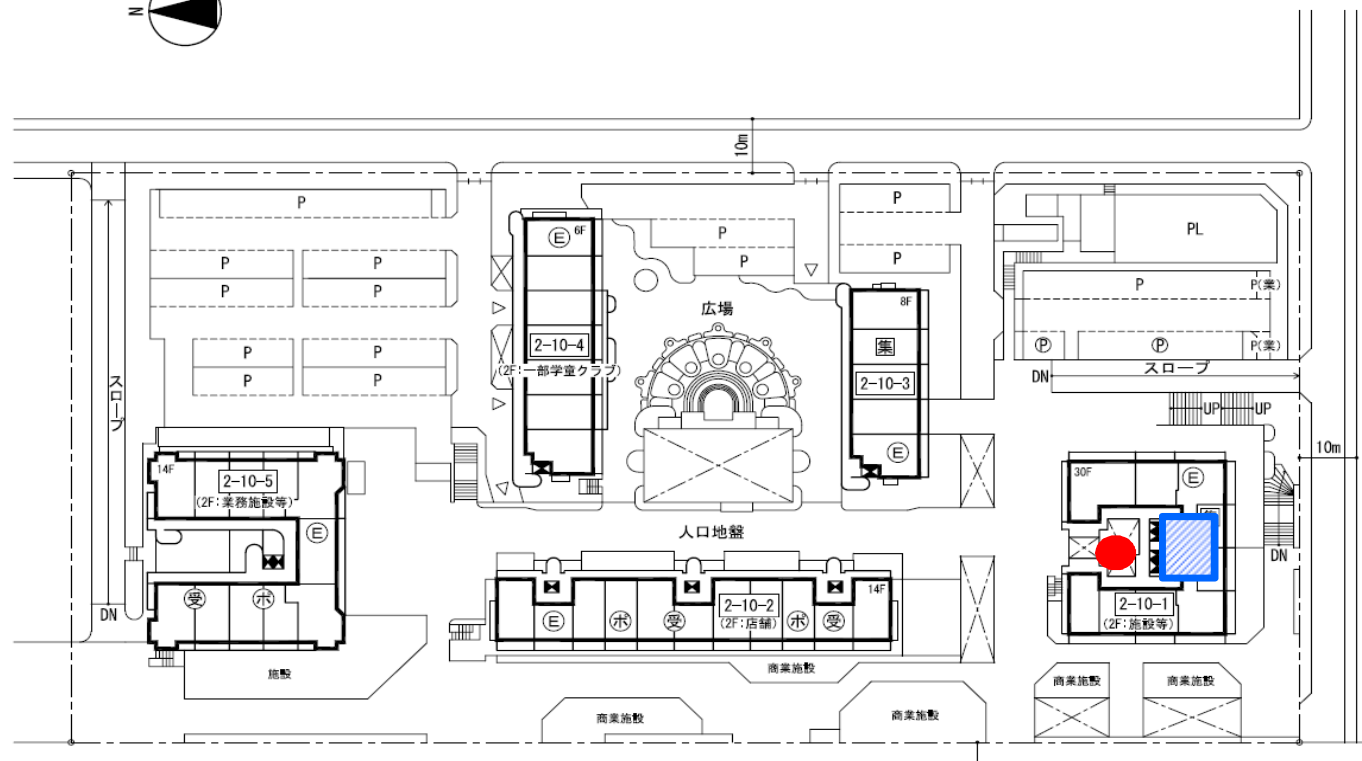 N
10m
P
P
P
P
P
P
P
P
P
スロープ
DN
E
6F
2-10-4
(2F:一部学童クラブ)
P
P
広場
P
P
8F
集
2-10-3
E
PL
P
P(業)
P
P
P(業)
DN
スロープ
UP
UP
10m
14F
2-10-5
(2F:業務施設等)
E
受
ポ
施設
人口地盤
E
ポ
受
2-10-2
(2F:店舗)
ポ
受
14F
商業施設
商業施設
商業施設
30F
E
DN
2-10-1
(2F:施設等)
商業施設
商業施設